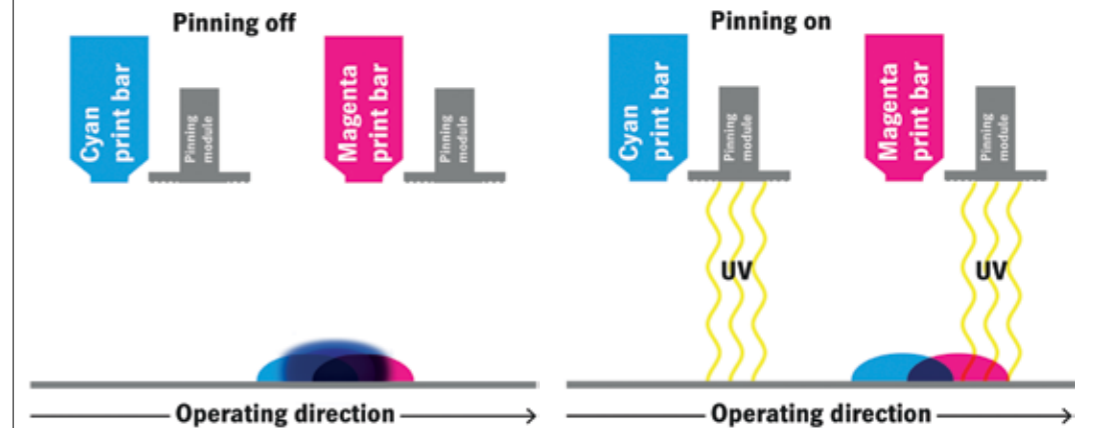 Pinning off
Cyan
print bar
Pinning
module
Magenta
print bar
Pinning
module
Operating direction
Pinning on
Cyan
print bar
Pinning
module
Magenta
print bar
Pinning
module
UV
UV
Operating direction